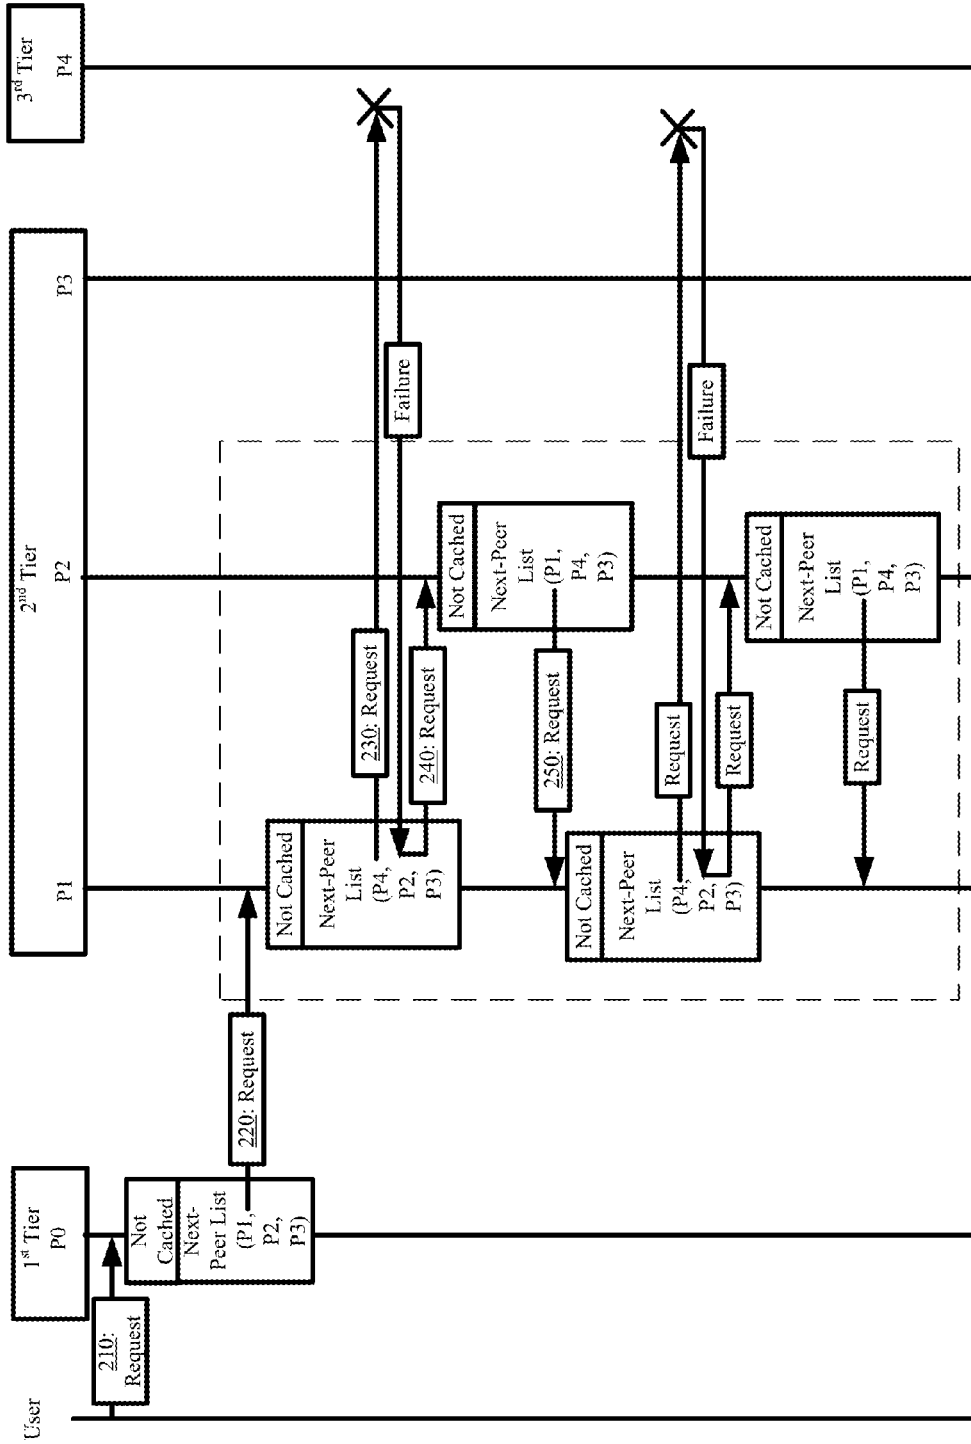 User
1st Tier
P0
2nd Tier
P1
P2
P3
3rd Tier
P4
210:
Request
Not
Cached
Next-
Peer List
(P1,
P2,
P3)
220: Request
Not Cached
Next-Peer
List
(P4,
P2,
P3)
230: Request
Failure
240: Request
Not Cached
Next-Peer
List
(P1,
P4,
P3)
250: Request
Not Cached
Next-Peer
List
(P4,
P2,
P3)
Request
Failure
Request
Not Cached
Next-Peer
List
(P1,
P4,
P3)
Request